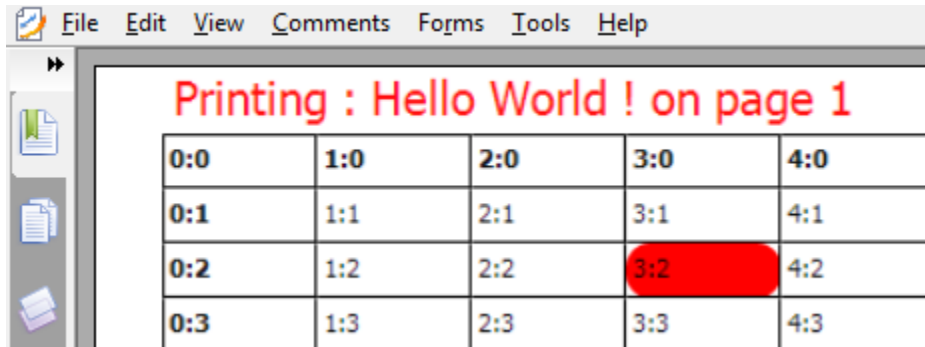 File Edit View Comments Forms Tools Help
Printing : Hello World ! on page 1
0:0 1:0 2:0 3:0 4:0
0:1 1:1 2:1 3:1 4:1
0:2 1:2 2:2 3:2 4:2
0:3 1:3 2:3 3:3 4:3